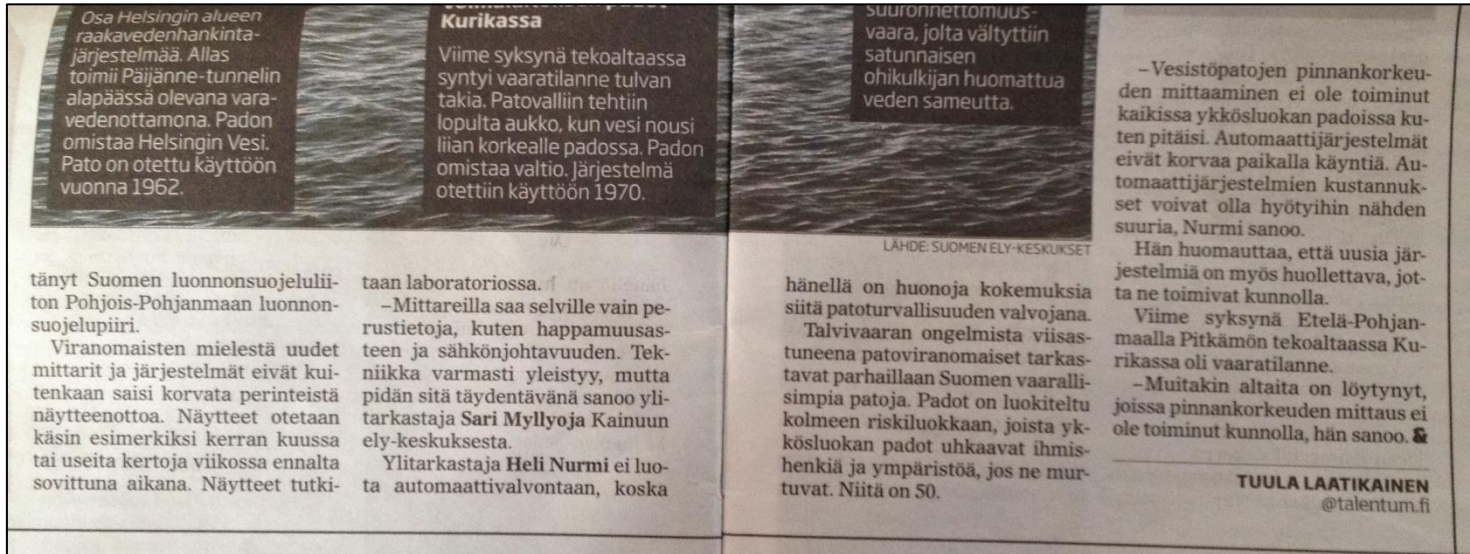 Osa Helsingin alueen
raakavedenhankinta-
järjestelmää. Allas
toimii Päijänne-tunnelin
alapäässä olevana vara-
vedenottamona. Padon
omistaa Helsingin Vesi.
Pato on otettu käyttöön
vuonna 1962.
Kurikassa
Viime syksynä tekoaltaassa
syntyi vaaratilanne tulvan
takia. Patovalliin tehtiin
lopulta aukko, kun vesi nousi
liian korkealle padossa. Padon
omistaa valtio. Järjestelmä
otettiin käyttöön 1970.
suuronnettomuus-
vaara, jolta vältyttiin
satunnaisen
ohikulkijan huomattua
veden sameutta.
LÄHDE: SUOMEN ELY-KESKUKSET
tänyt Suomen luonnonsuojelulii-
ton Pohjois-Pohjanmaan luonnon-
suojelupiiri.
Viranomaisten mielestä uudet
mittarit ja järjestelmät eivät kui-
tenkaan saisi korvata perinteistä
näytteenottoa. Näytteet otetaan
käsin esimerkiksi kerran kuussa
tai useita kertoja viikossa ennalta
sovittuna aikana. Näytteet tutki-
taan laboratoriossa.
–Mittareilla saa selville vain pe-
rustietoja, kuten happamuusas-
teen ja sähkönjohtavuuden. Tek-
niikka varmasti yleistyy, mutta
pidän sitä täydentävänä sanoo yli-
tarkastaja Sari Myllyoja Kainuun
ely-keskuksesta.
Ylitarkastaja Heli Nurmi ei luo-
ta automaattivalvontaan, koska
hänellä on huonoja kokemuksia
siitä patoturvallisuuden valvojana.
Talvivaaran ongelmista viisas-
tuneena patoviranomaiset tarkas-
tavat parhaillaan Suomen vaaralli-
simpia patoja. Padot on luokiteltu
kolmeen riskiluokkaan, joista yk-
kösluokan padot uhkaavat ihmis-
henkiä ja ympäristöä, jos ne mur-
tuvat. Niitä on 50.
–Vesistöpatojen pinnankorkeu-
den mittaaminen ei ole toiminut
kaikissa ykkösluokan padoissa ku-
ten pitäisi. Automaattijärjestelmät
eivät korvaa paikalla käyntiä. Au-
tomaattijärjestelmien kustannuk-
set voivat olla hyötyihin nähden
suuria, Nurmi sanoo.
Hän huomauttaa, että uusia jär-
jestelmiä on myös huollettava, jot-
ta ne toimivat kunnolla.
Viime syksynä Etelä-Pohjan-
maalla Pitkämön tekoaltaassa Ku-
rikassa oli vaaratilanne.
–Muitakin altaita on löytynyt,
joissa pinnankorkeuden mittaus ei
ole toiminut kunnolla, hän sanoo. &
TUULA LAATIKAINEN
@talentum.fi